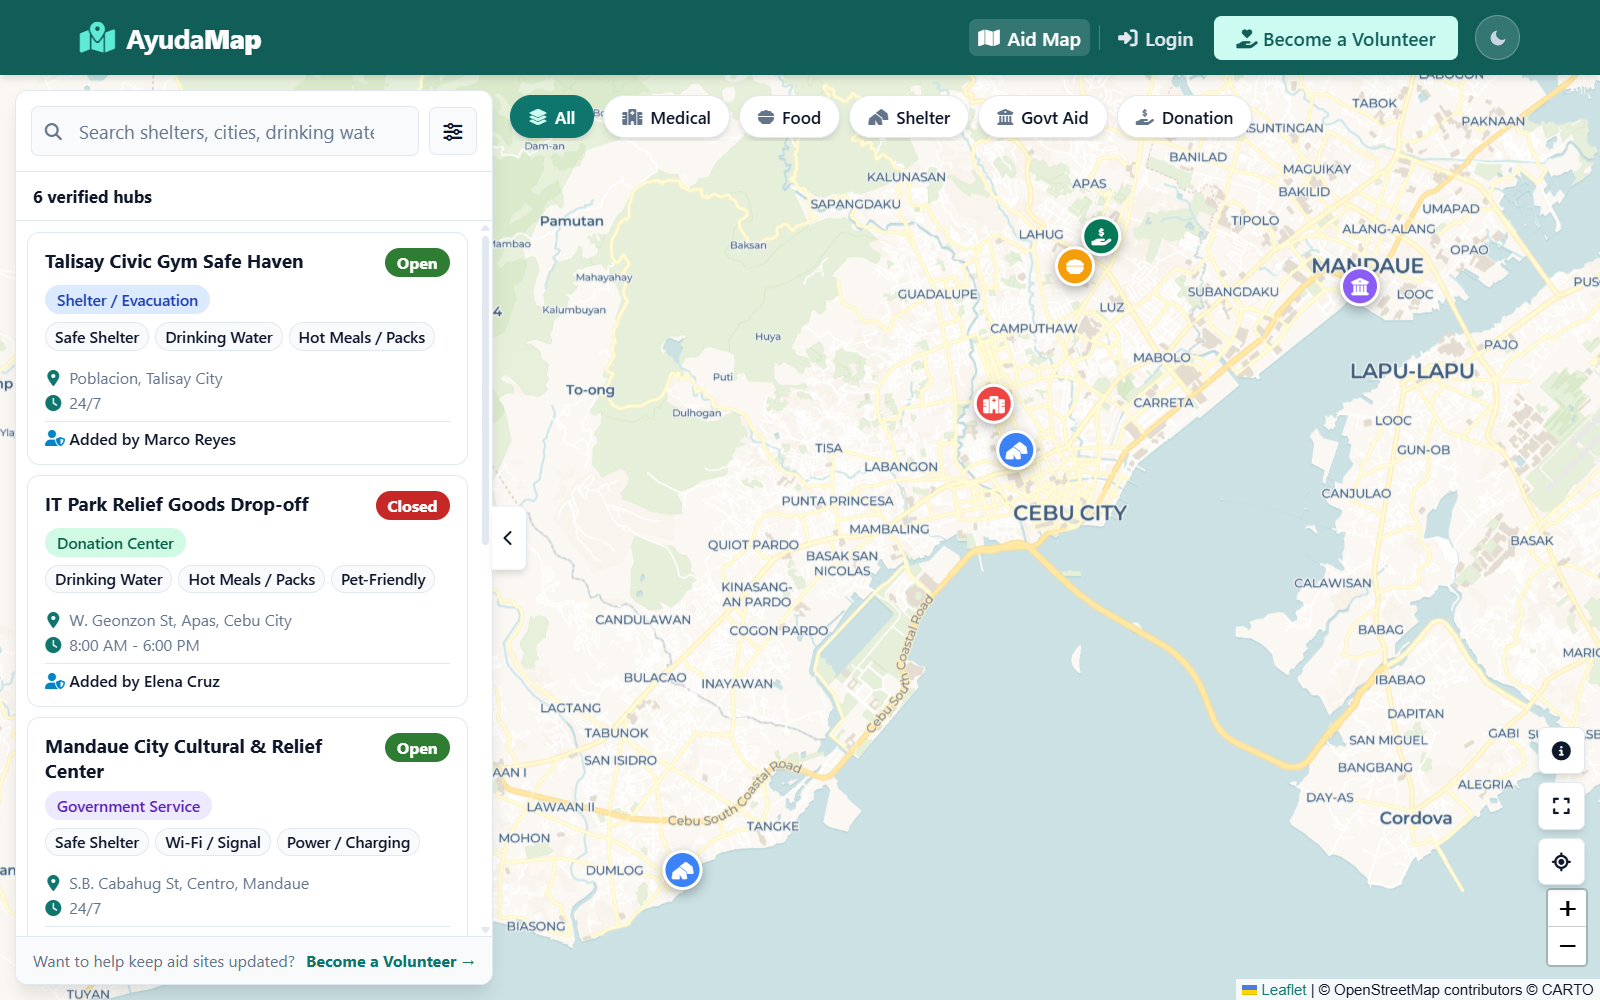 AyudaMap
Aid Map
Login
Become a Volunteer
Search shelters, cities, drinking wate
6 verified hubs
Talisay Civic Gym Safe Haven
Open
Shelter / Evacuation
Safe Shelter
Drinking Water
Hot Meals / Packs
Poblacion, Talisay City
24/7
Added by Marco Reyes
IT Park Relief Goods Drop-off
Closed
Donation Center
Drinking Water
Hot Meals / Packs
Pet-Friendly
W. Geonzon St, Apas, Cebu City
8:00 AM - 6:00 PM
Added by Elena Cruz
Mandaue City Cultural & Relief
Center
Open
Government Service
Safe Shelter
Wi-Fi / Signal
Power / Charging
S.B. Cabahug St, Centro, Mandaue
24/7
Want to help keep aid sites updated?
Become a Volunteer →
All
Medical
Food
Shelter
Govt Aid
Donation
TABOK
PAKNAAN
Dam-an
BANILAD
MAGUIKAY
KALUNASAN
APAS
BAKILID
SAPANGDAKU
UMAPAD
Pamutan
TIPOLO
ALANG-ALANG
LAHUG
Baksan
OPAO
MANDAUE
Mahayahay
GUADALUPE
SUBANGDAKU
LOOC
Kalumbuyan
LUZ
CAMPUTHAW
Huya
PAJO
MABOLO
LAPU-LAPU
Puti
To-ong
CARRETA
Dulhogan
LOOC
TISA
GUN-OB
LABANGON
CANJULAO
PUNTA PRINCESA
CEBU CITY
MAMBALING
BASAK
QUIOT PARDO
BASAK SAN
NICOLAS
CALAWISAN
KINASANG-
AN PARDO
CANDULAWAN
COGON PARDO
BABAG
Cebu South Coastal Road
BULACAO
INAYAWAN
IBABAO
LAGTANG
DAPITAN
TABUNOK
SAN MIGUEL
GABI
SAN ISIDRO
BANGBANG
Cebu South Coastal Road
ALEGRIA
LAWAAN II
DAY-AS
TANGKE
Cordova
MOHON
DUMLOG
BIASONG
TUYAN
+
−
Leaflet | © OpenStreetMap contributors © CARTO